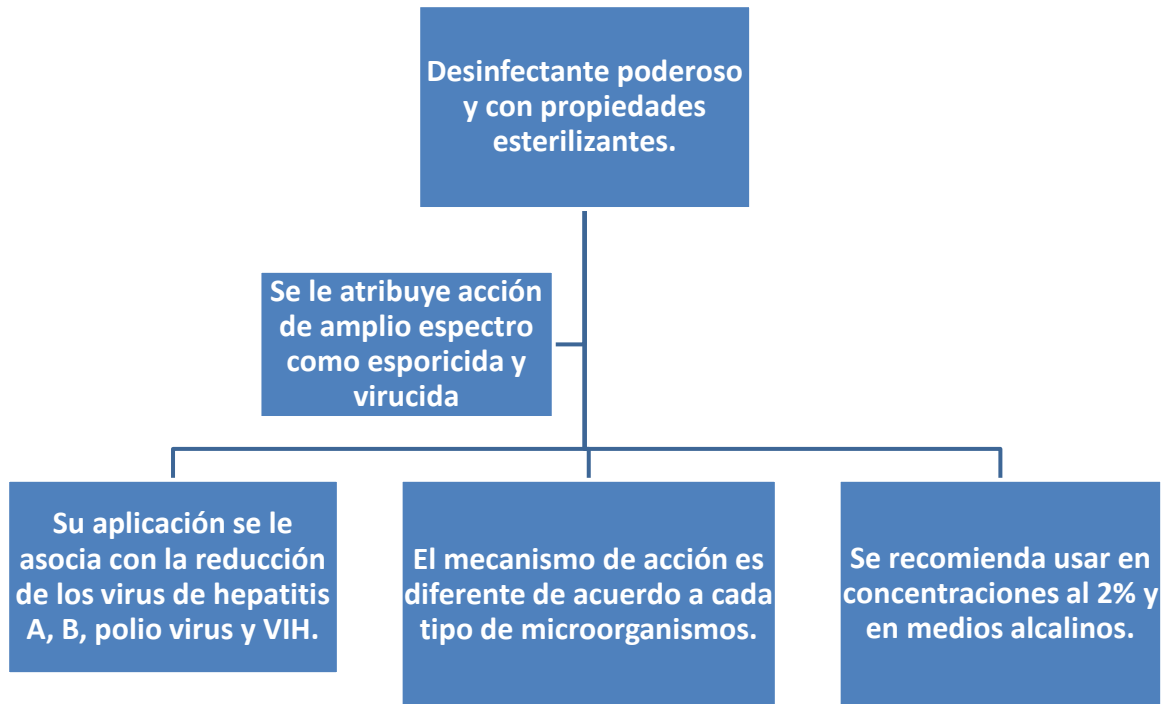 Desinfectante poderoso
y con propiedades
esterilizantes.
Se le atribuye acción
de amplio espectro
como esporicida y
virucida
Su aplicación se le
asocia con la reducción
de los virus de hepatitis
A, B, polio virus y VIH.
El mecanismo de acción es
diferente de acuerdo a cada
tipo de microorganismos.
Se recomienda usar en
concentraciones al 2% y
en medios alcalinos.